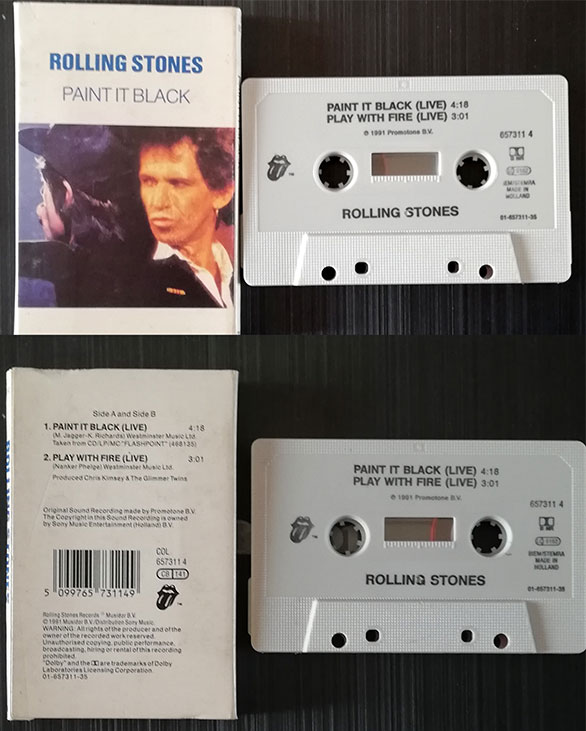 ROLLING STONES
PAINT IT BLACK
PAINT IT BLACK (LIVE) 4:18
PLAY WITH FIRE (LIVE) 3:01
℗ 1991 Promotone B.V.
657311 4
BIEM/STEMRA
MADE IN
HOLLAND
ROLLING STONES
01-657311-35
Side A and Side B
1. PAINT IT BLACK (LIVE) 4:18
(M. Jagger-K. Richards) Westminster Music Ltd.
Taken from CD/LP/MC "FLASHPOINT" (468135)
2. PLAY WITH FIRE (LIVE) 3:01
(Nanker Phelge) Westminster Music Ltd.
Produced Chris Kimsey & The Glimmer Twins
Original Sound Recording made by Promotone B.V.
The Copyright in this Sound Recording is owned
by Sony Music Entertainment (Holland) B.V.
COL
657311 4
CB 141
5 099765 731149
Rolling Stones Records ™ Musidor B.V.
© 1991 Musidor B.V./Distribution Sony Music.
WARNING: All rights of the producer and of the
owner of the recorded work reserved.
Unauthorised copying, public performance,
broadcasting, hiring or rental of this recording
prohibited.
"Dolby" and the are trademarks of Dolby
Laboratories Licensing Corporation.
01-657311-35
PAINT IT BLACK (LIVE) 4:18
PLAY WITH FIRE (LIVE) 3:01
℗ 1991 Promotone B.V.
657311 4
BIEM/STEMRA
MADE IN
HOLLAND
ROLLING STONES
01-657311-35